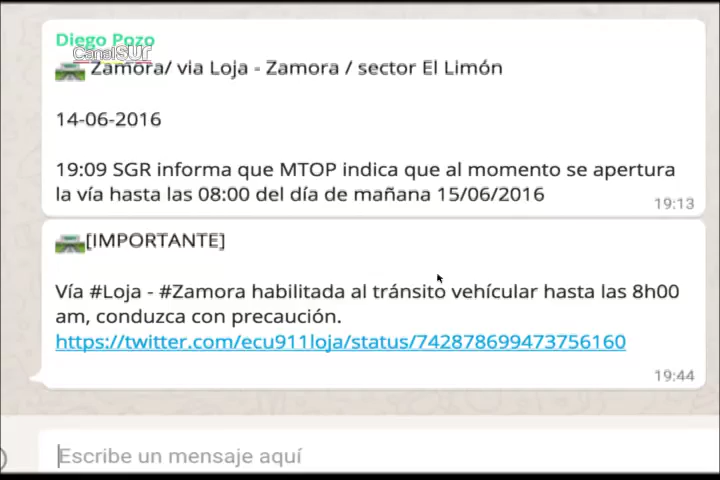 Diego Pozo
CanalSUr
Zamora/ via Loja - Zamora / sector El Limón
14-06-2016
19:09 SGR informa que MTOP indica que al momento se apertura
la vía hasta las 08:00 del día de mañana 15/06/2016
19:13
[IMPORTANTE]
Vía #Loja - #Zamora habilitada al tránsito vehícular hasta las 8h00
am, conduzca con precaución.
https://twitter.com/ecu911loja/status/742878699473756160
19:44
Escribe un mensaje aquí